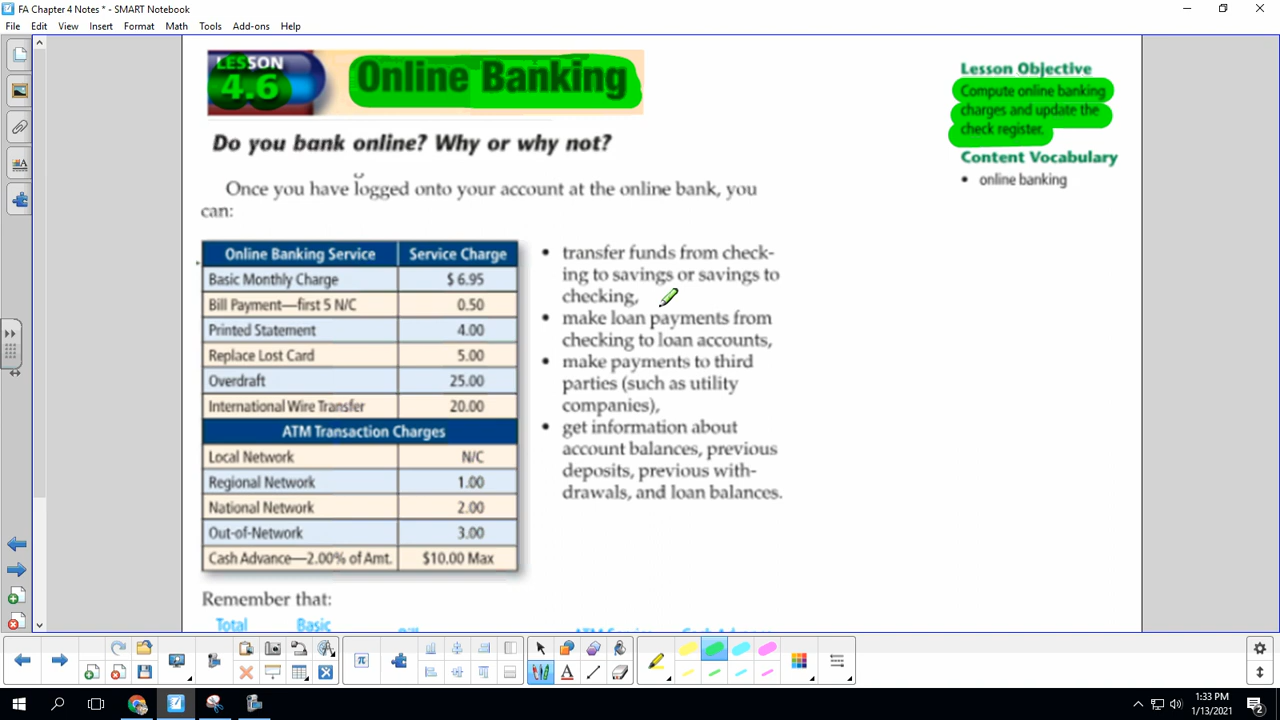 FA Chapter 4 Notes * - SMART Notebook
File Edit View Insert Format Math Tools Add-ons Help
LESSON
4.6
Online Banking
Lesson Objective
Compute online banking
charges and update the
check register.
Content Vocabulary
• online banking
Do you bank online? Why or why not?
Once you have logged onto your account at the online bank, you
can:
Online Banking Service Service Charge
Basic Monthly Charge $ 6.95
Bill Payment—first 5 N/C 0.50
Printed Statement 4.00
Replace Lost Card 5.00
Overdraft 25.00
International Wire Transfer 20.00
ATM Transaction Charges
Local Network N/C
Regional Network 1.00
National Network 2.00
Out-of-Network 3.00
Cash Advance—2.00% of Amt. $10.00 Max
• transfer funds from check-
ing to savings or savings to
checking,
• make loan payments from
checking to loan accounts,
• make payments to third
parties (such as utility
companies),
• get information about
account balances, previous
deposits, previous with-
drawals, and loan balances.
Remember that:
Total Basic
1:33 PM
1/13/2021